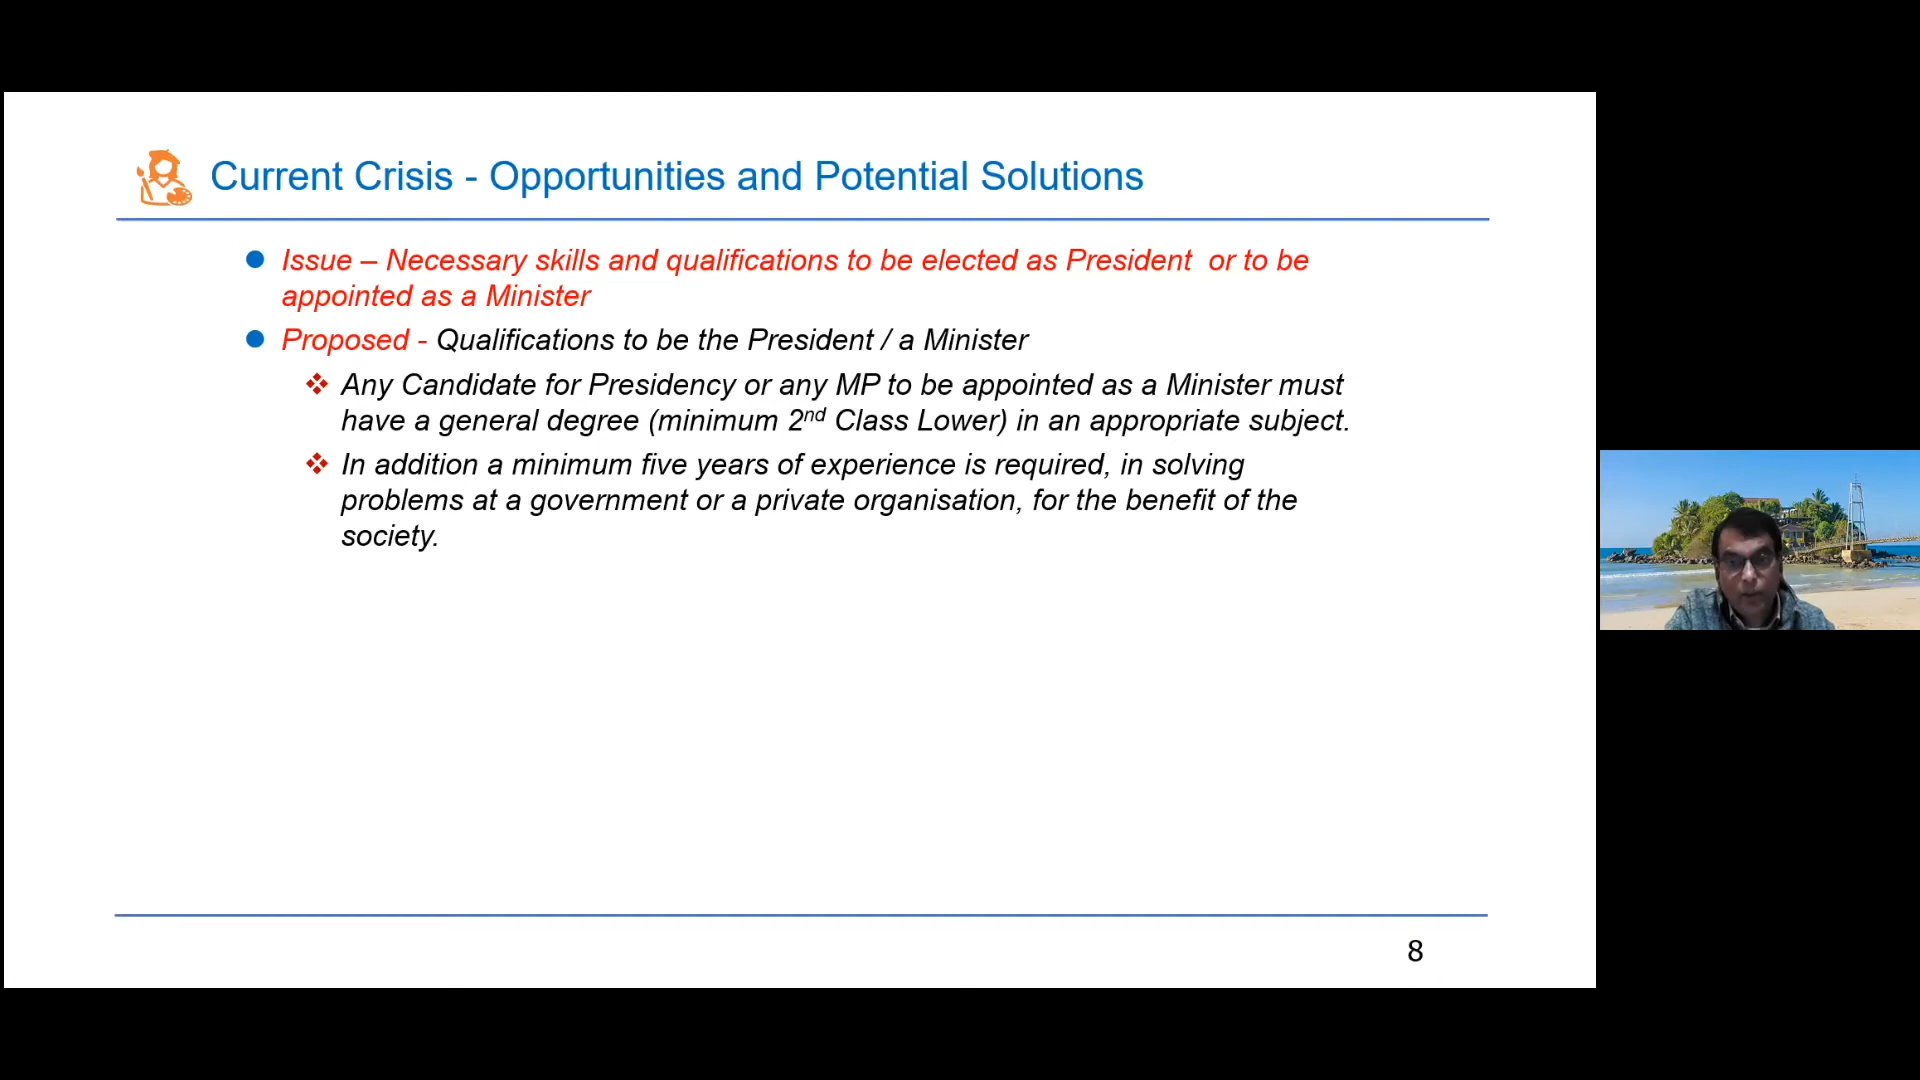 Current Crisis - Opportunities and Potential Solutions
Issue – Necessary skills and qualifications to be elected as President or to be
appointed as a Minister
Proposed - Qualifications to be the President / a Minister
Any Candidate for Presidency or any MP to be appointed as a Minister must
have a general degree (minimum 2nd Class Lower) in an appropriate subject.
In addition a minimum five years of experience is required, in solving
problems at a government or a private organisation, for the benefit of the
society.
8